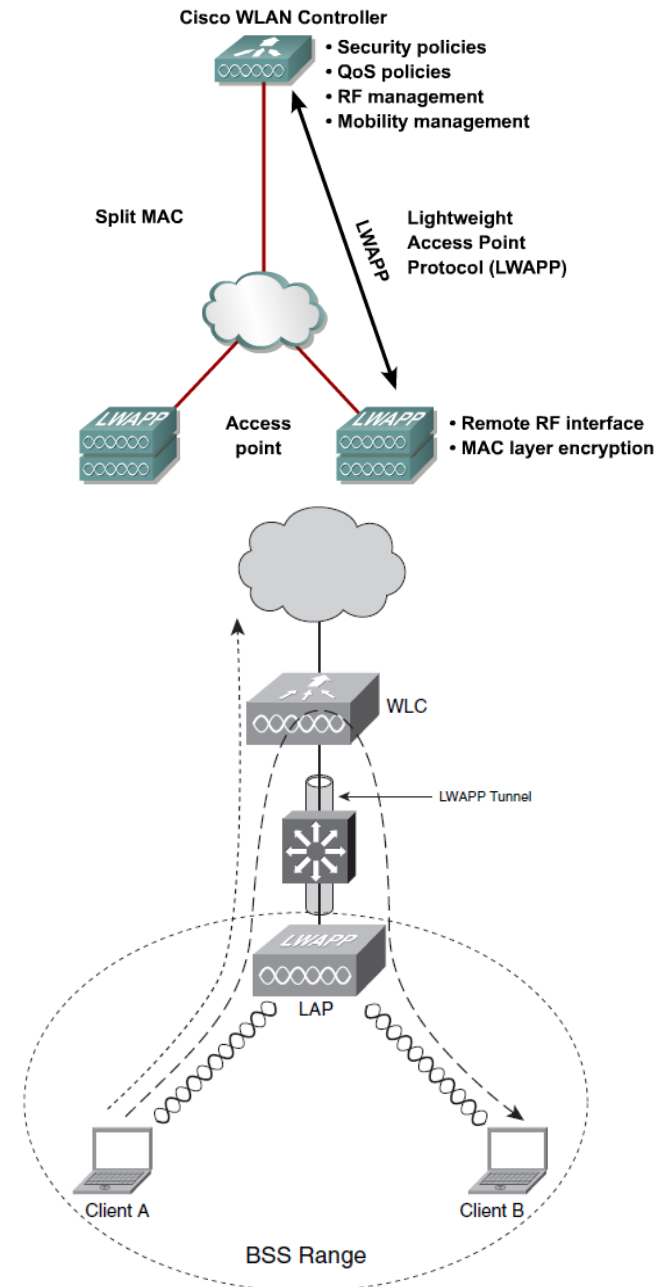 Cisco WLAN Controller
• Security policies
• QoS policies
• RF management
• Mobility management
Split MAC
LWAPP
Lightweight
Access Point
Protocol (LWAPP)
LWAPP
LWAPP
Access
point
• Remote RF interface
• MAC layer encryption
WLC
LWAPP Tunnel
LWAPP
LAP
Client A
Client B
BSS Range